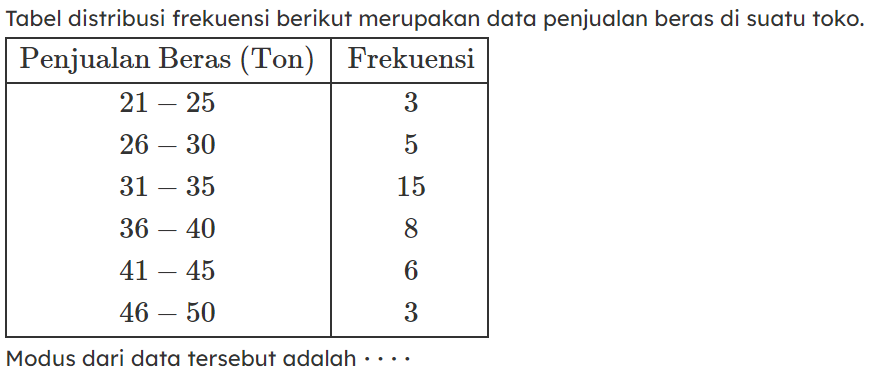 Tabel distribusi frekuensi berikut merupakan data penjualan beras di suatu toko.
Penjualan Beras (Ton) Frekuensi
21 – 25 3
26 – 30 5
31 – 35 15
36 – 40 8
41 – 45 6
46 – 50 3
Modus dari data tersebut adalah ····